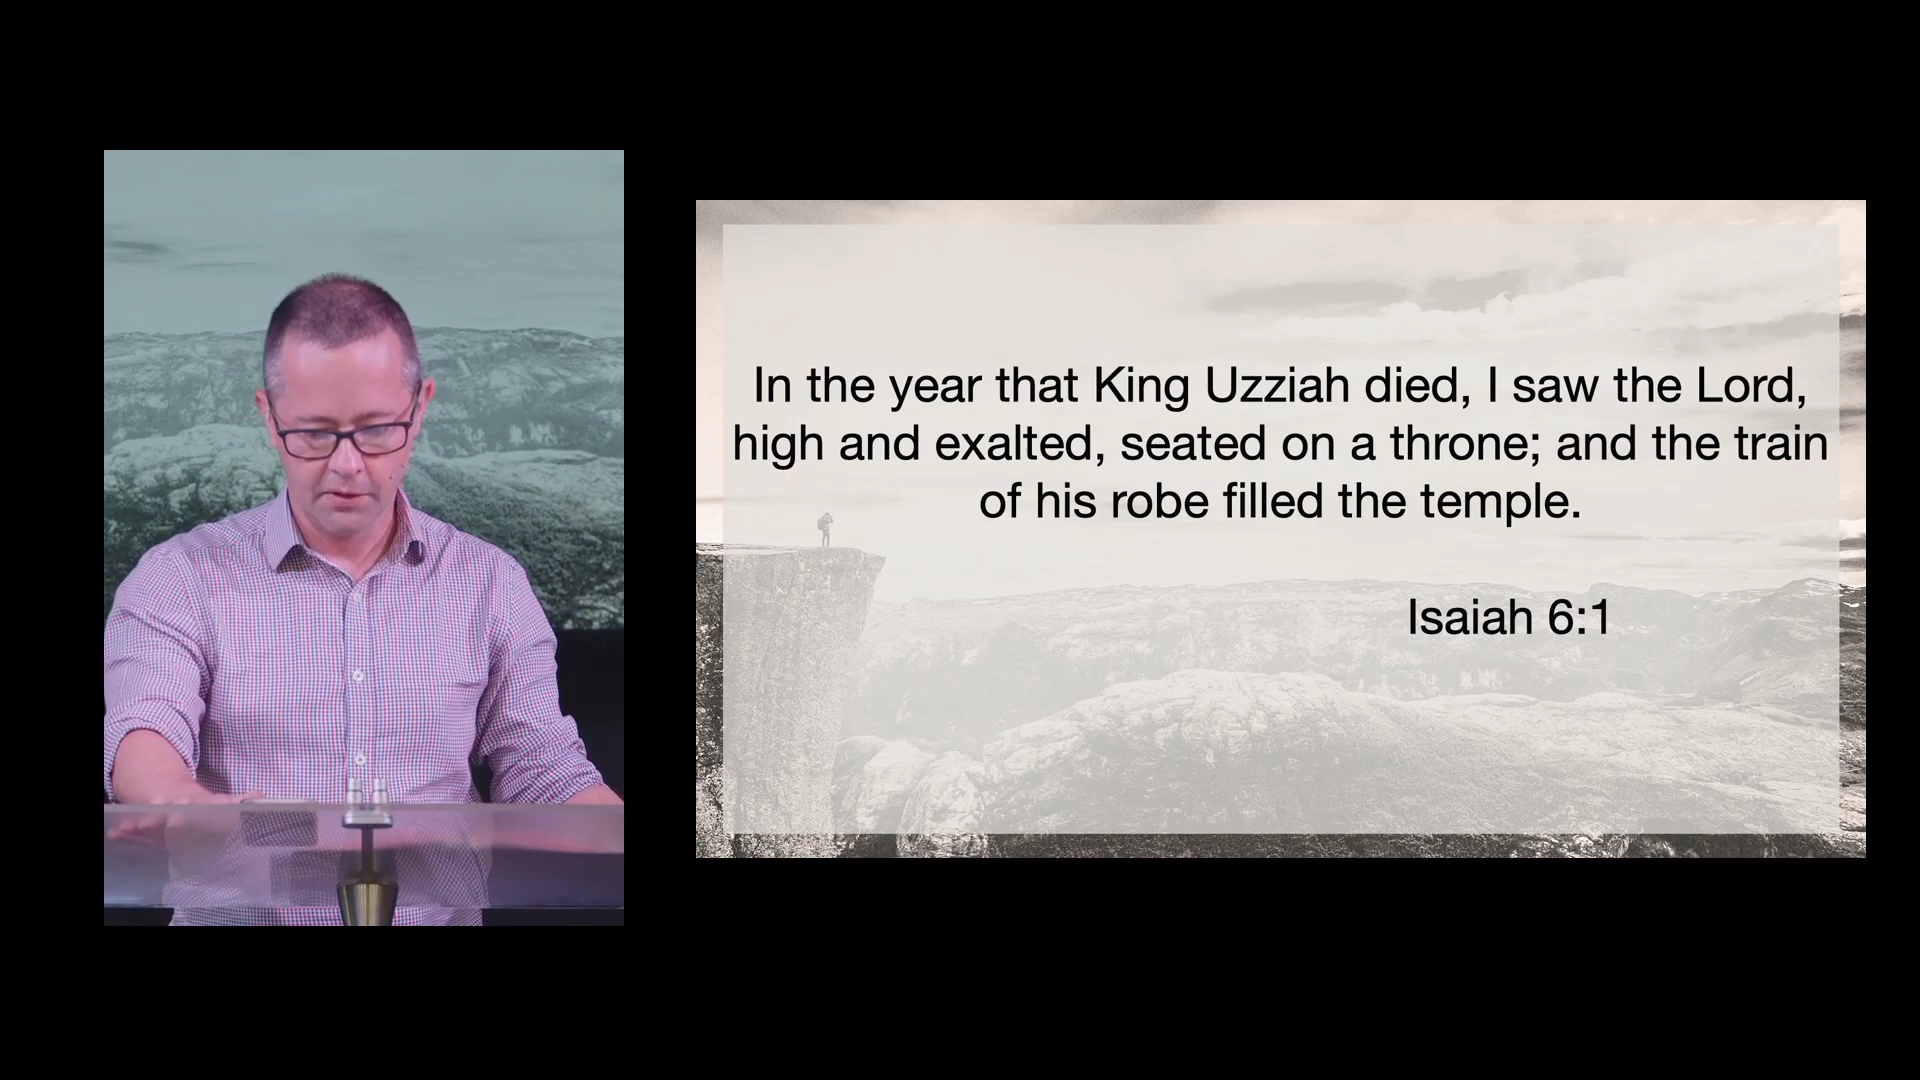 In the year that King Uzziah died, I saw the Lord,
high and exalted, seated on a throne; and the train
of his robe filled the temple.
Isaiah 6:1